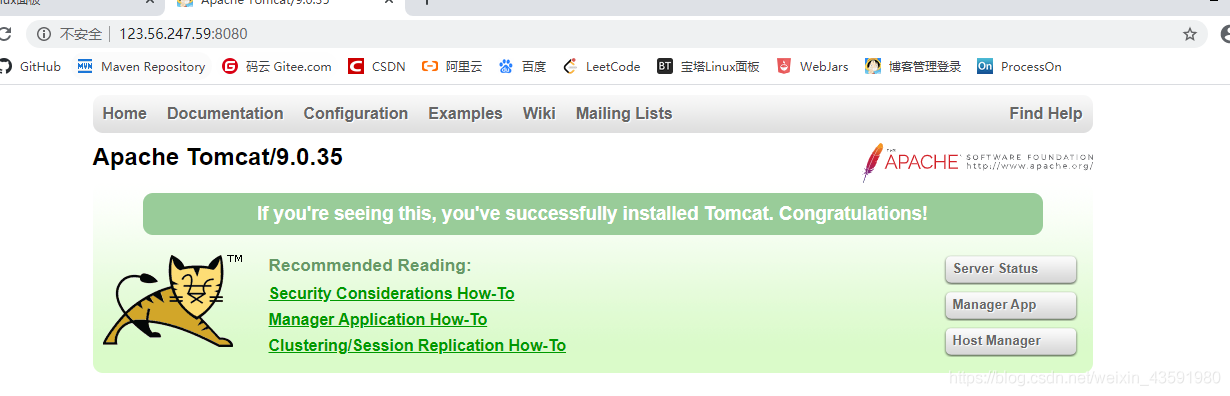 Apache Tomcat/9.0.35
不安全 123.56.247.59:8080
GitHub Maven Repository 码云 Gitee.com CSDN 阿里云 百度 LeetCode 宝塔Linux面板 WebJars 博客管理登录 ProcessOn
Home Documentation Configuration Examples Wiki Mailing Lists Find Help
Apache Tomcat/9.0.35
THE APACHE SOFTWARE FOUNDATION
http://www.apache.org/
If you're seeing this, you've successfully installed Tomcat. Congratulations!
TM
Recommended Reading:
Security Considerations How-To
Manager Application How-To
Clustering/Session Replication How-To
Server Status
Manager App
Host Manager
https://blog.csdn.net/weixin_43591980